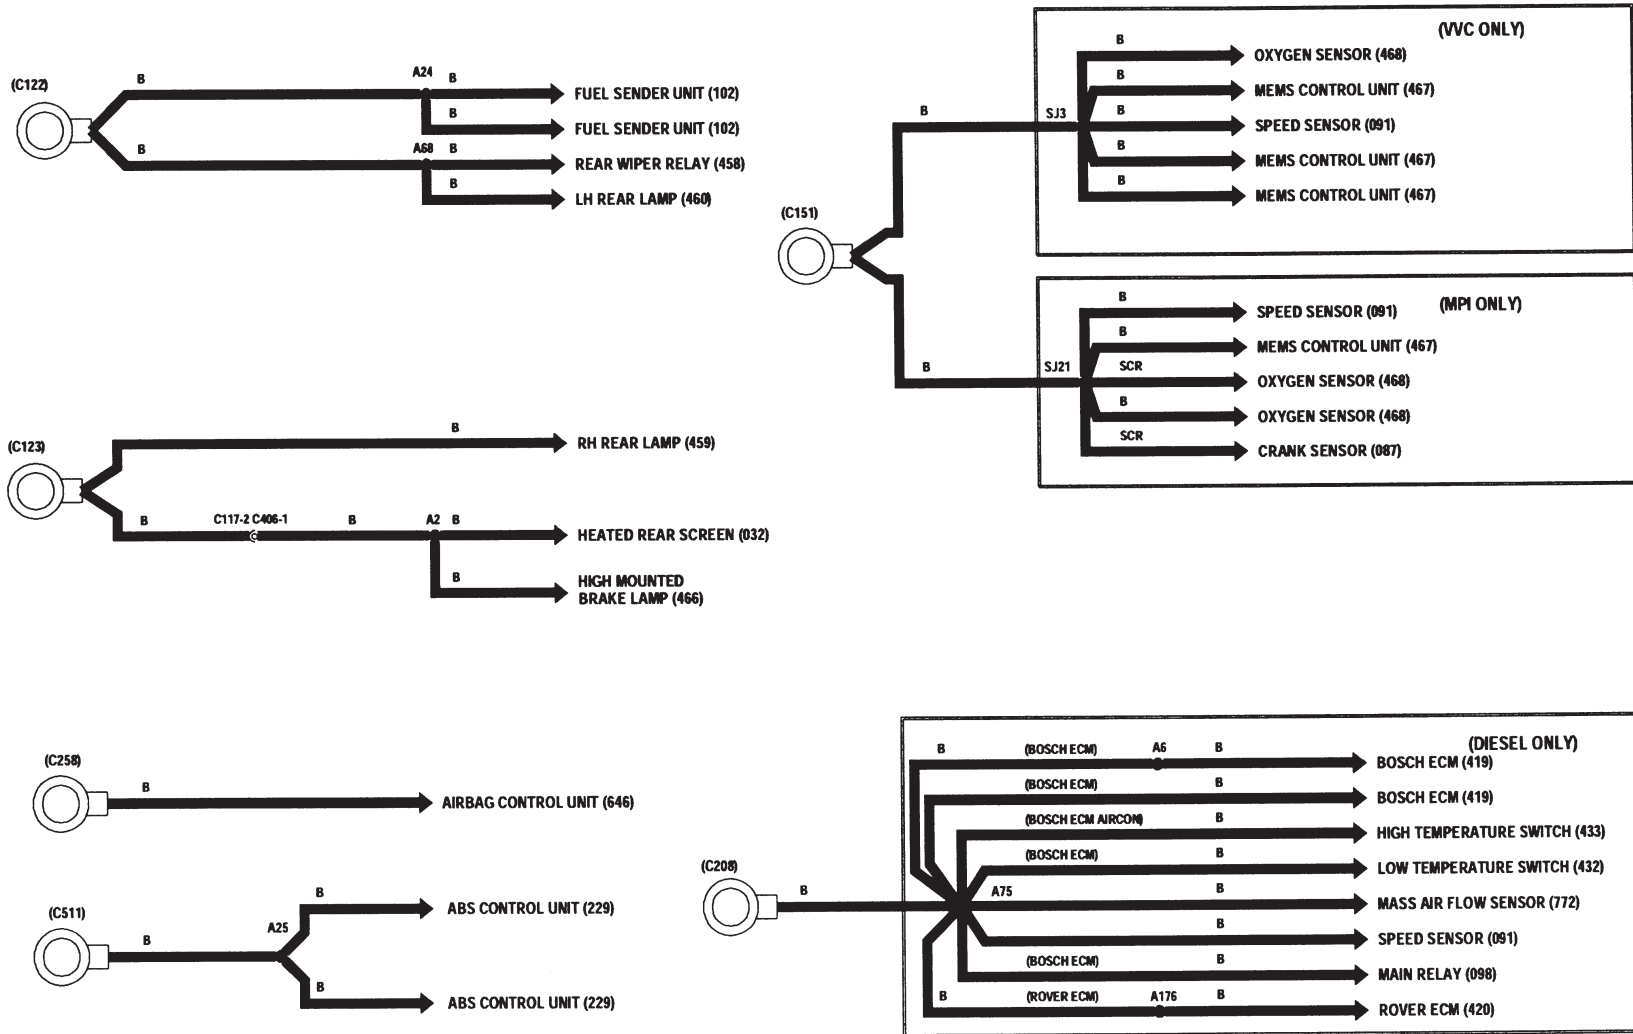 (C122)
B
A24
B
FUEL SENDER UNIT (102)
B
FUEL SENDER UNIT (102)
B
A68
B
REAR WIPER RELAY (458)
B
LH REAR LAMP (460)
(C123)
B
RH REAR LAMP (459)
B
C117-2 C406-1
B
A2
B
HEATED REAR SCREEN (032)
B
HIGH MOUNTED
BRAKE LAMP (466)
(C151)
B
SJ3
(VVC ONLY)
B
OXYGEN SENSOR (468)
B
MEMS CONTROL UNIT (467)
B
SPEED SENSOR (091)
B
MEMS CONTROL UNIT (467)
B
MEMS CONTROL UNIT (467)
B
SJ21
(MPI ONLY)
B
SPEED SENSOR (091)
B
MEMS CONTROL UNIT (467)
SCR
OXYGEN SENSOR (468)
B
OXYGEN SENSOR (468)
SCR
CRANK SENSOR (087)
(C258)
B
AIRBAG CONTROL UNIT (646)
(C511)
B
A25
B
ABS CONTROL UNIT (229)
B
ABS CONTROL UNIT (229)
(C208)
B
A75
(DIESEL ONLY)
B
(BOSCH ECM)
A6
B
BOSCH ECM (419)
(BOSCH ECM)
B
BOSCH ECM (419)
(BOSCH ECM AIRCON)
B
HIGH TEMPERATURE SWITCH (433)
(BOSCH ECM)
B
LOW TEMPERATURE SWITCH (432)
B
MASS AIR FLOW SENSOR (772)
B
SPEED SENSOR (091)
(BOSCH ECM)
B
MAIN RELAY (098)
B
(ROVER ECM)
A176
B
ROVER ECM (420)